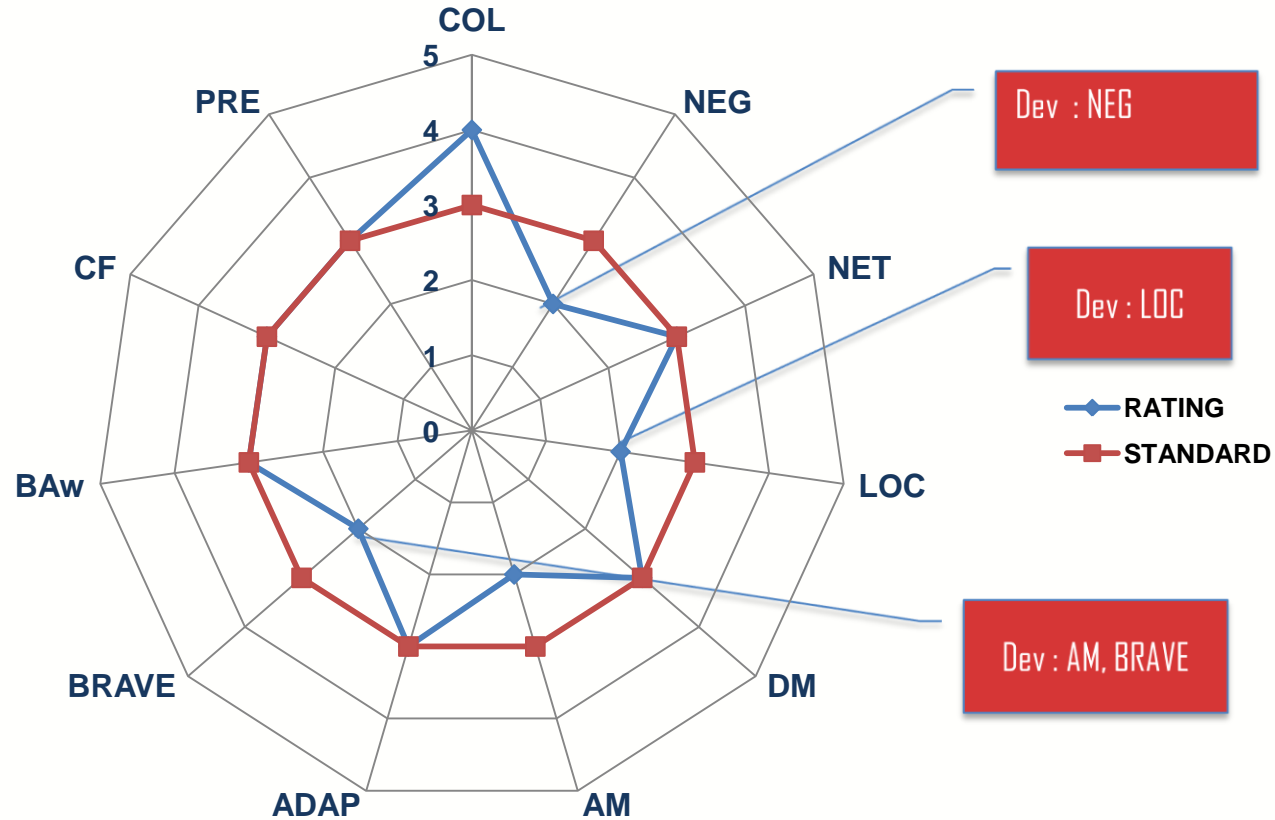 COL
5
PRE
NEG
Dev : NEG
4
3
CF
NET
2
Dev : LOC
1
RATING
0
STANDARD
BAw
LOC
Dev : AM, BRAVE
BRAVE
DM
ADAP
AM